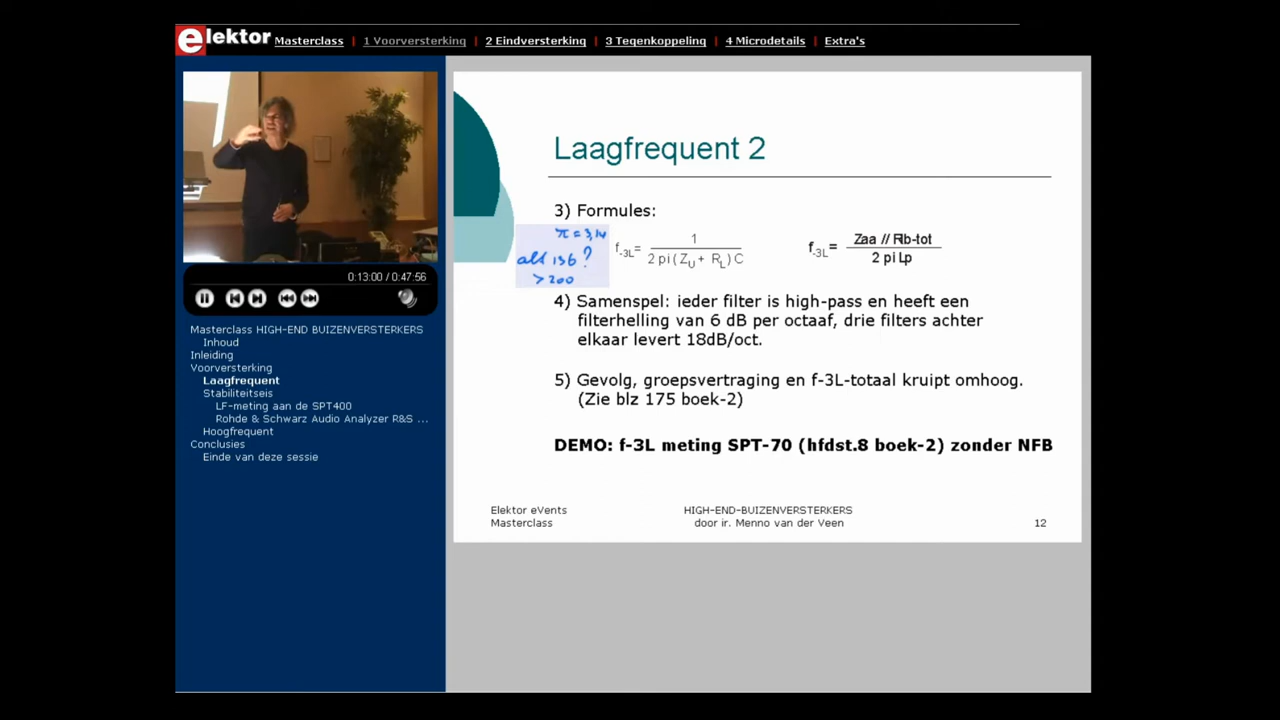 elektor Masterclass | 1 Voorversterking | 2 Eindversterking | 3 Tegenkoppeling | 4 Microdetails | Extra's
0:13:00 / 0:47:56
Masterclass HIGH-END BUIZENVERSTERKERS
Inhoud
Inleiding
Voorversterking
Laagfrequent
Stabiliteitseis
LF-meting aan de SPT400
Rohde & Schwarz Audio Analyzer R&S ...
Hoogfrequent
Conclusies
Einde van deze sessie
Laagfrequent 2
3) Formules:
π = 3,14
136 ?
> 200
f-3L= 1 / 2 pi ( ZU + RL ) C
f-3L= Zaa // RIb-tot / 2 pi Lp
4) Samenspel: ieder filter is high-pass en heeft een
filterhelling van 6 dB per octaaf, drie filters achter
elkaar levert 18dB/oct.
5) Gevolg, groepsvertraging en f-3L-totaal kruipt omhoog.
(Zie blz 175 boek-2)
DEMO: f-3L meting SPT-70 (hfdst.8 boek-2) zonder NFB
Elektor eVents
Masterclass
HIGH-END-BUIZENVERSTERKERS
door ir. Menno van der Veen
12